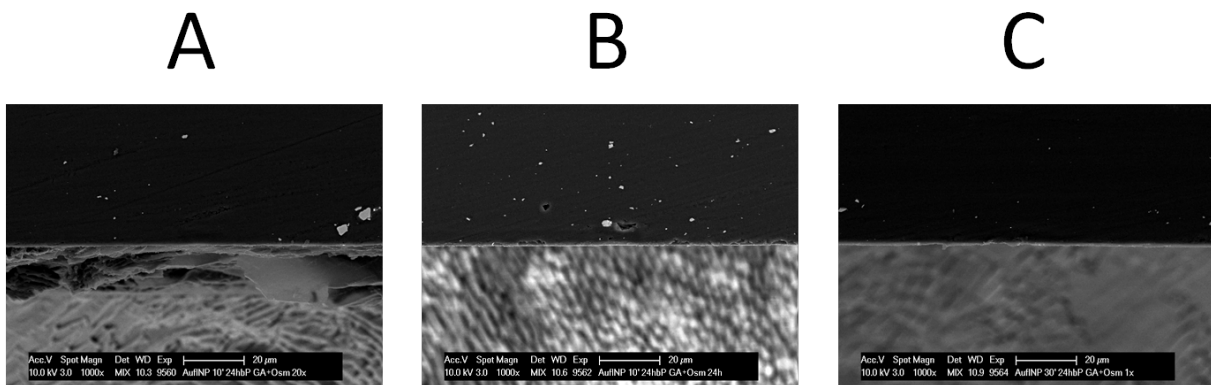 A B C
Acc.V Spot Magn Det WD Exp 20 µm
10.0 kV 3.0 1000x MIX 10.3 9560 AufINP 10' 24hbP GA+Osm 20x
Acc.V Spot Magn Det WD Exp 20 µm
10.0 kV 3.0 1000x MIX 10.6 9562 AufINP 10' 24hbP GA+Osm 24h
Acc.V Spot Magn Det WD Exp 20 µm
10.0 kV 3.0 1000x MIX 10.9 9564 AufINP 30' 24hbP GA+Osm 1x